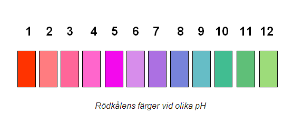 1 2 3 4 5 6 7 8 9 10 11 12
Rödkålens färger vid olika pH